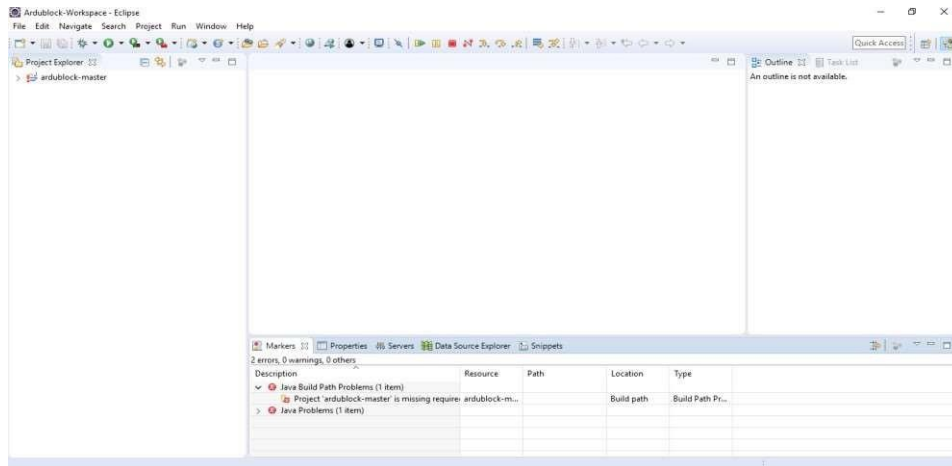 Ardublock-Workspace - Eclipse
File Edit Navigate Search Project Run Window Help
Quick Access
Project Explorer
ardublock-master
Outline Task List
An outline is not available.
Markers Properties Servers Data Source Explorer Snippets
2 errors, 0 warnings, 0 others
Description Resource Path Location Type
Java Build Path Problems (1 item)
Project 'ardublock-master' is missing require ardublock-m... Build path Build Path Pr...
Java Problems (1 item)